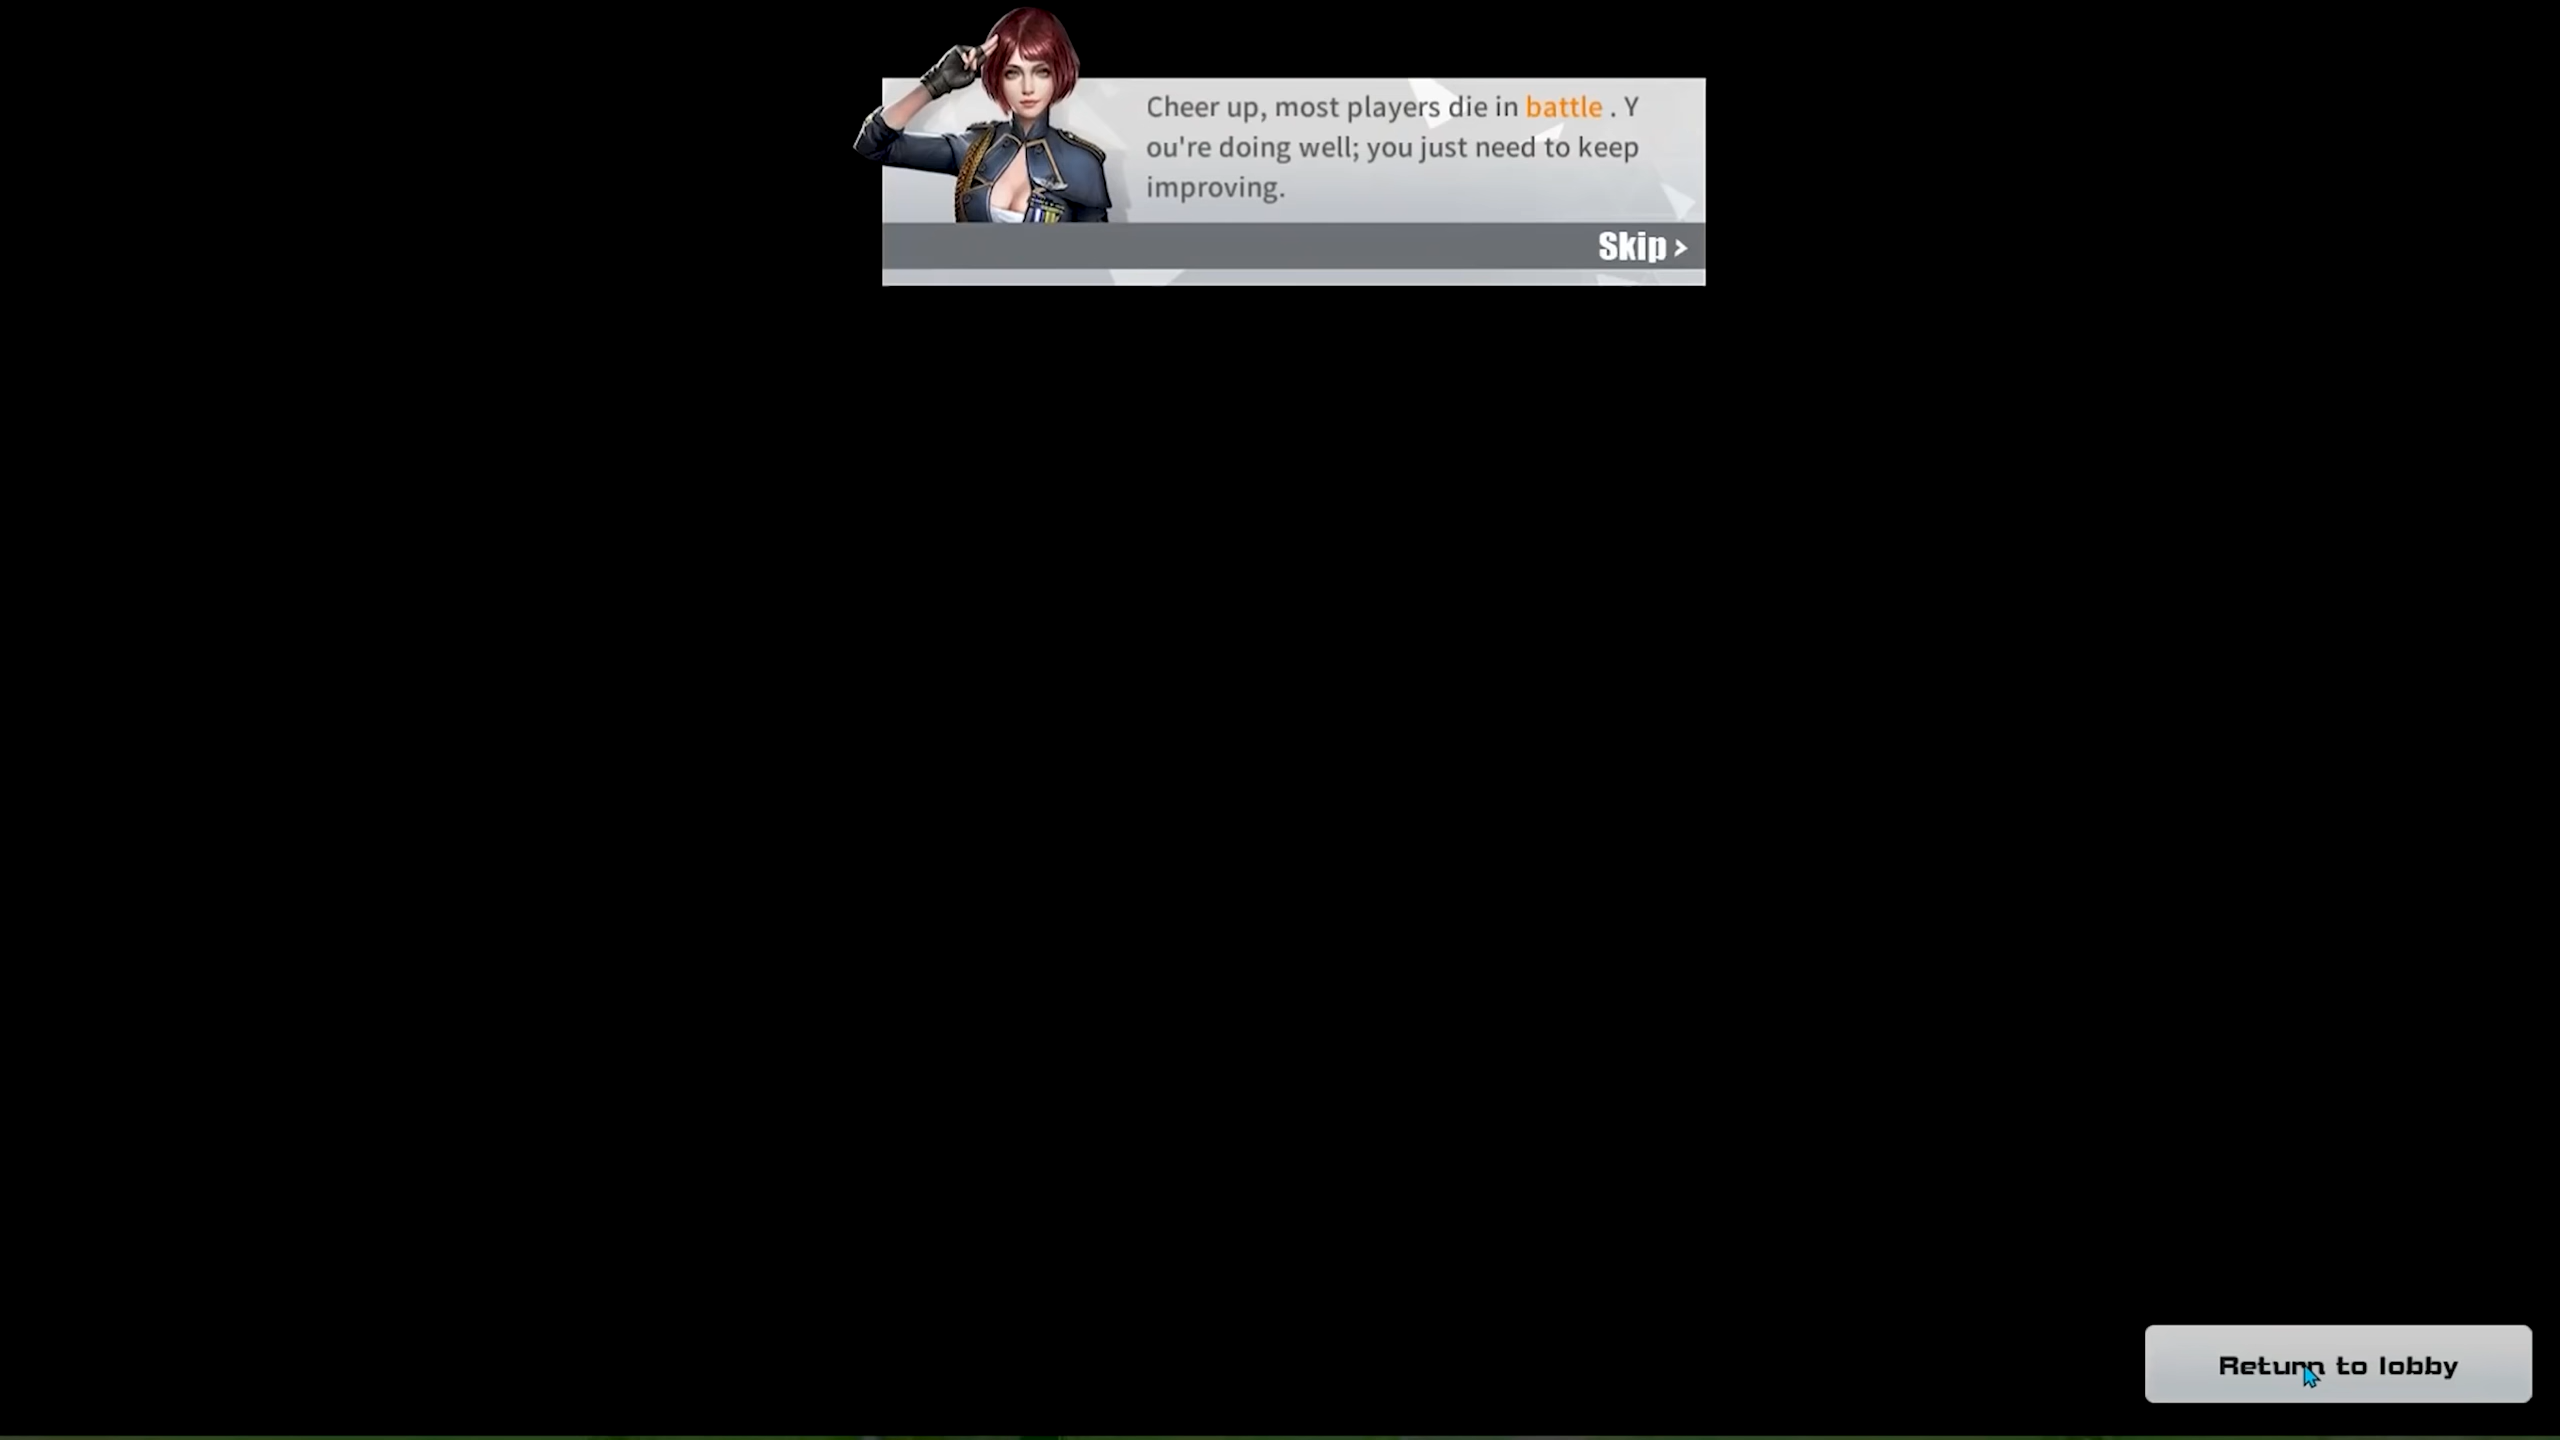 Cheer up, most players die in battle . Y
ou're doing well; you just need to keep
improving.
Skip >
Return to lobby